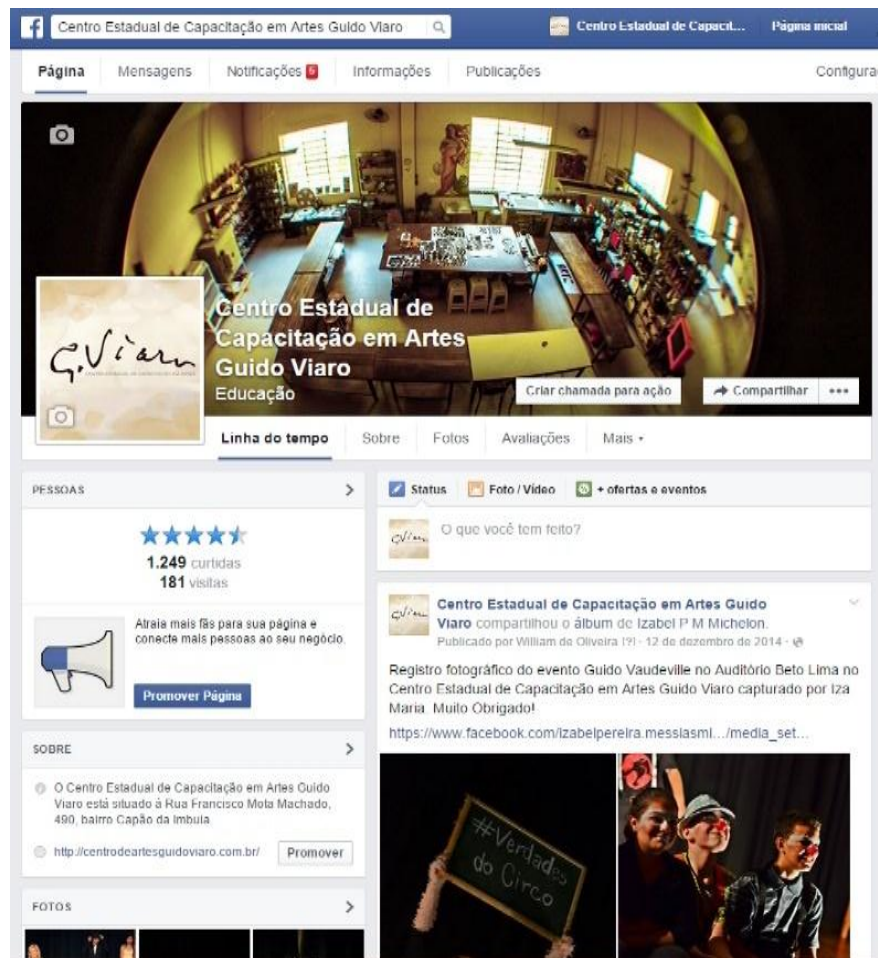 Centro Estadual de Capacitação em Artes Guido Viaro
Centro Estadual de Capacit...
Página inicial
Página
Mensagens
Notificações 5
Informações
Publicações
Configura
Centro Estadual de
Capacitação em Artes
Guido Viaro
Educação
G.Viaro
CENTRO ESTADUAL DE CAPACITAÇÃO EM ARTES
Criar chamada para ação
Compartilhar
Linha do tempo
Sobre
Fotos
Avaliações
Mais
PESSOAS
1.249 curtidas
181 visitas
Atraia mais fãs para sua página e
conecte mais pessoas ao seu negócio.
Promover Página
SOBRE
O Centro Estadual de Capacitação em Artes Guido
Viaro está situado à Rua Francisco Mota Machado,
490, bairro Capão da Imbuia
http://centrodeartesguidoviaro.com.br/
Promover
FOTOS
Status
Foto / Vídeo
+ ofertas e eventos
O que você tem feito?
Centro Estadual de Capacitação em Artes Guido
Viaro compartilhou o álbum de Izabel P M Michelon.
Publicado por William de Oliveira [?] · 12 de dezembro de 2014 ·
Registro fotográfico do evento Guido Vaudeville no Auditório Beto Lima no
Centro Estadual de Capacitação em Artes Guido Viaro capturado por Iza
Maria. Muito Obrigado!
https://www.facebook.com/izabelpereira.messiasmi.../media_set...
#Verdades
do Circo